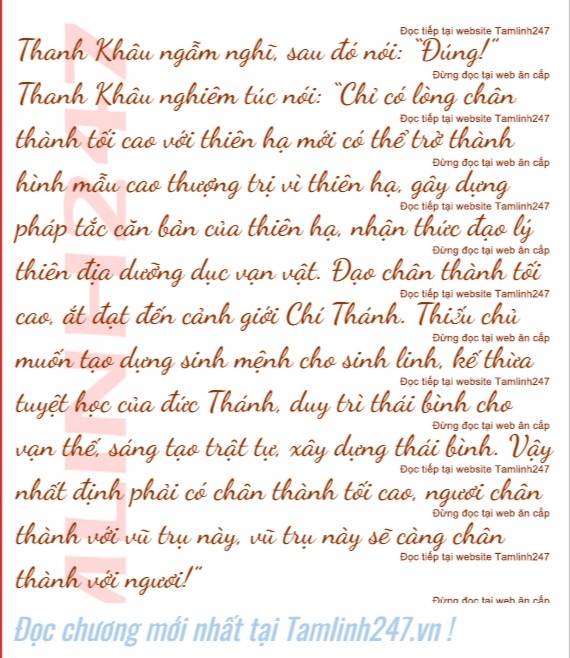 Đọc tiếp tại website Tamlinh247
Thanh Khâu ngẫm nghĩ, sau đó nói: “Đúng!”
Đừng đọc tại web ăn cắp
Thanh Khâu nghiêm túc nói: “Chỉ có lòng chân
Đọc tiếp tại website Tamlinh247
thành tối cao với thiên hạ mới có thể trở thành
Đừng đọc tại web ăn cắp
hình mẫu cao thượng trị vì thiên hạ, gây dựng
Đọc tiếp tại website Tamlinh247
pháp tắc căn bản của thiên hạ, nhận thức đạo lý
Đừng đọc tại web ăn cắp
thiên địa dưỡng dục vạn vật. Đạo chân thành tối
Đọc tiếp tại website Tamlinh247
cao, ắt đạt đến cảnh giới Chí Thánh. Thiếu chủ
Đừng đọc tại web ăn cắp
muốn tạo dựng sinh mệnh cho sinh linh, kế thừa
Đọc tiếp tại website Tamlinh247
tuyệt học của đức Thánh, duy trì thái bình cho
Đừng đọc tại web ăn cắp
vạn thế, sáng tạo trật tự, xây dựng thái bình. Vậy
Đọc tiếp tại website Tamlinh247
nhất định phải có chân thành tối cao, ngươi chân
Đừng đọc tại web ăn cắp
thành với vũ trụ này, vũ trụ này sẽ càng chân
Đọc tiếp tại website Tamlinh247
thành với ngươi!”
Đừng đọc tại web ăn cắp
ALINH247
Đọc chương mới nhất tại Tamlinh247.vn !